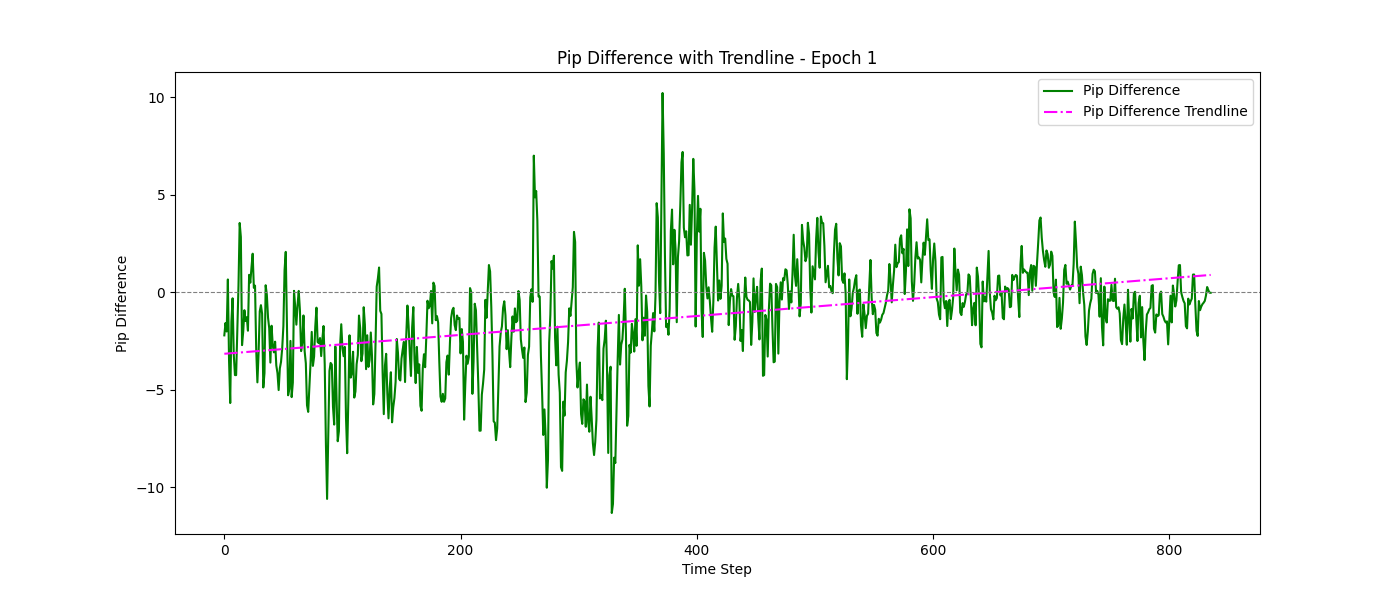 Pip Difference with Trendline - Epoch 1
Pip Difference
Pip Difference Trendline
10
5
0
−5
−10
Pip Difference
0
200
400
600
800
Time Step